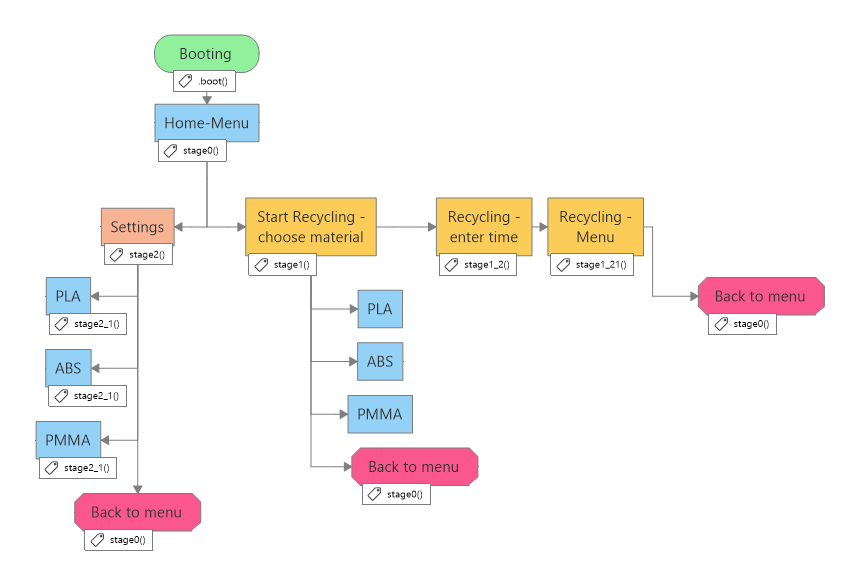 Booting
.boot()
Home-Menu
stage0()
Settings
stage2()
Start Recycling -
choose material
stage1()
Recycling -
enter time
stage1_2()
Recycling -
Menu
stage1_21()
Back to menu
stage0()
PLA
stage2_1()
ABS
stage2_1()
PMMA
stage2_1()
Back to menu
stage0()
PLA
ABS
PMMA
Back to menu
stage0()